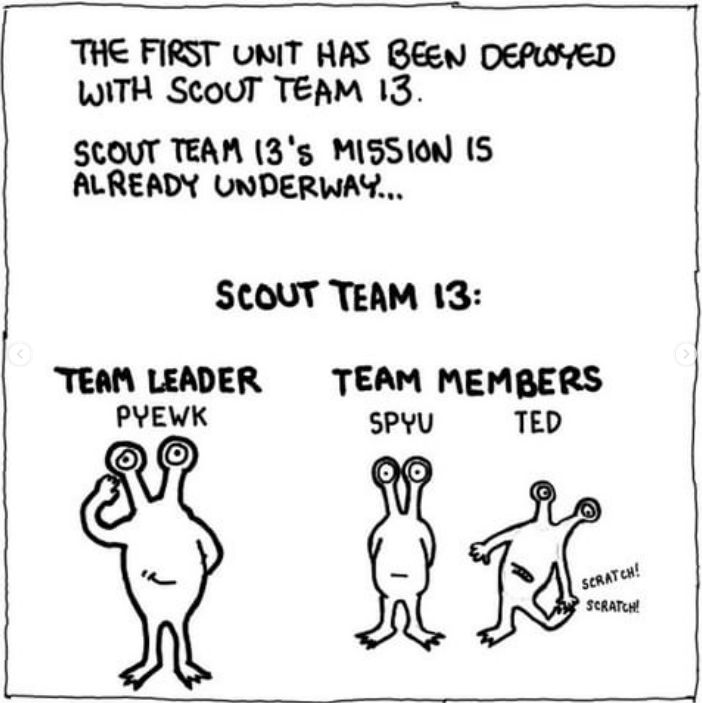 THE FIRST UNIT HAS BEEN DEPLOYED
WITH SCOUT TEAM 13.
SCOUT TEAM 13'S MISSION IS
ALREADY UNDERWAY...
SCOUT TEAM 13:
TEAM LEADER
PYEWK
TEAM MEMBERS
SPYU
TED
SCRATCH!
SCRATCH!